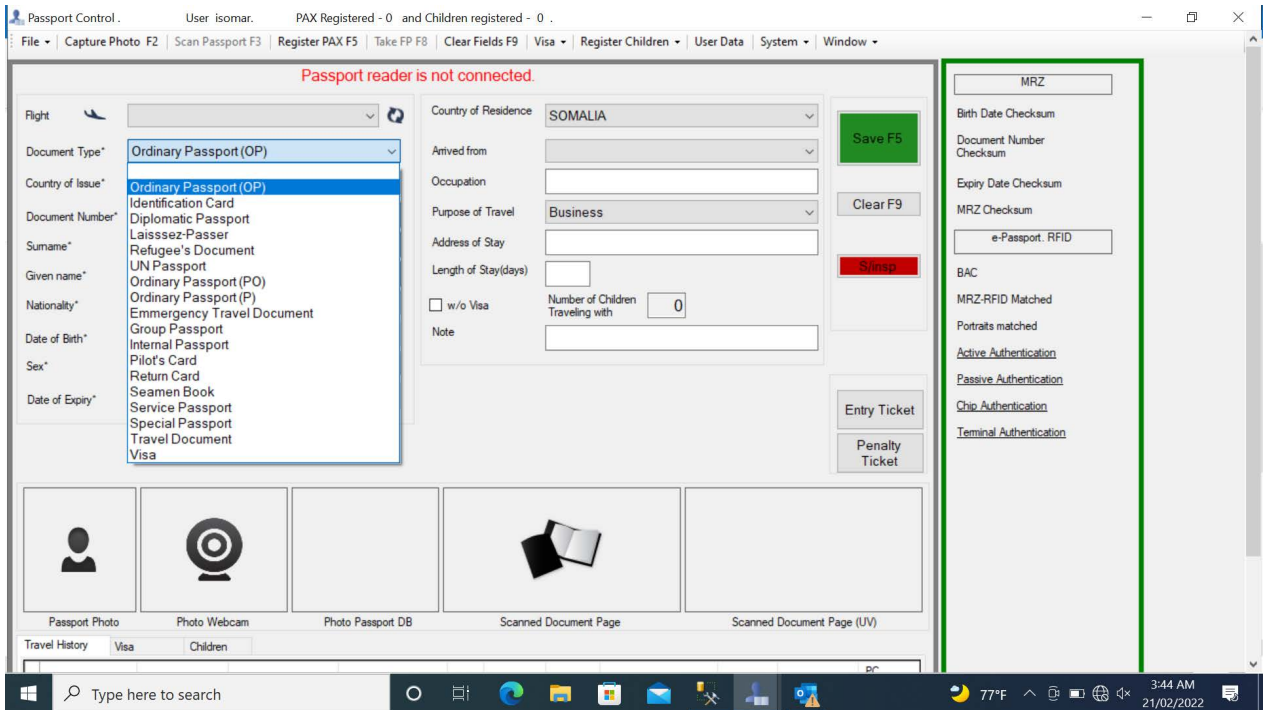 Passport Control . User isomar. PAX Registered - 0 and Children registered - 0 .
File Capture Photo F2 Scan Passport F3 Register PAX F5 Take FP F8 Clear Fields F9 Visa Register Children User Data System Window
Passport reader is not connected.
Flight
Document Type* Ordinary Passport (OP)
Country of Issue*
Document Number*
Surname*
Given name*
Nationality*
Date of Birth*
Sex*
Date of Expiry*
Ordinary Passport (OP)
Identification Card
Diplomatic Passport
Laisssez-Passer
Refugee's Document
UN Passport
Ordinary Passport (PO)
Ordinary Passport (P)
Emmergency Travel Document
Group Passport
Internal Passport
Pilot's Card
Return Card
Seamen Book
Service Passport
Special Passport
Travel Document
Visa
Country of Residence SOMALIA
Arrived from
Occupation
Purpose of Travel Business
Address of Stay
Length of Stay(days)
w/o Visa Number of Children
Traveling with 0
Note
Save F5
Clear F9
S/insp
Entry Ticket
Penalty
Ticket
MRZ
Birth Date Checksum
Document Number
Checksum
Expiry Date Checksum
MRZ Checksum
e-Passport. RFID
BAC
MRZ-RFID Matched
Portraits matched
Active Authentication
Passive Authentication
Chip Authentication
Terminal Authentication
Passport Photo Photo Webcam Photo Passport DB Scanned Document Page Scanned Document Page (UV)
Travel History Visa Children
PC
Type here to search
77°F
3:44 AM
21/02/2022